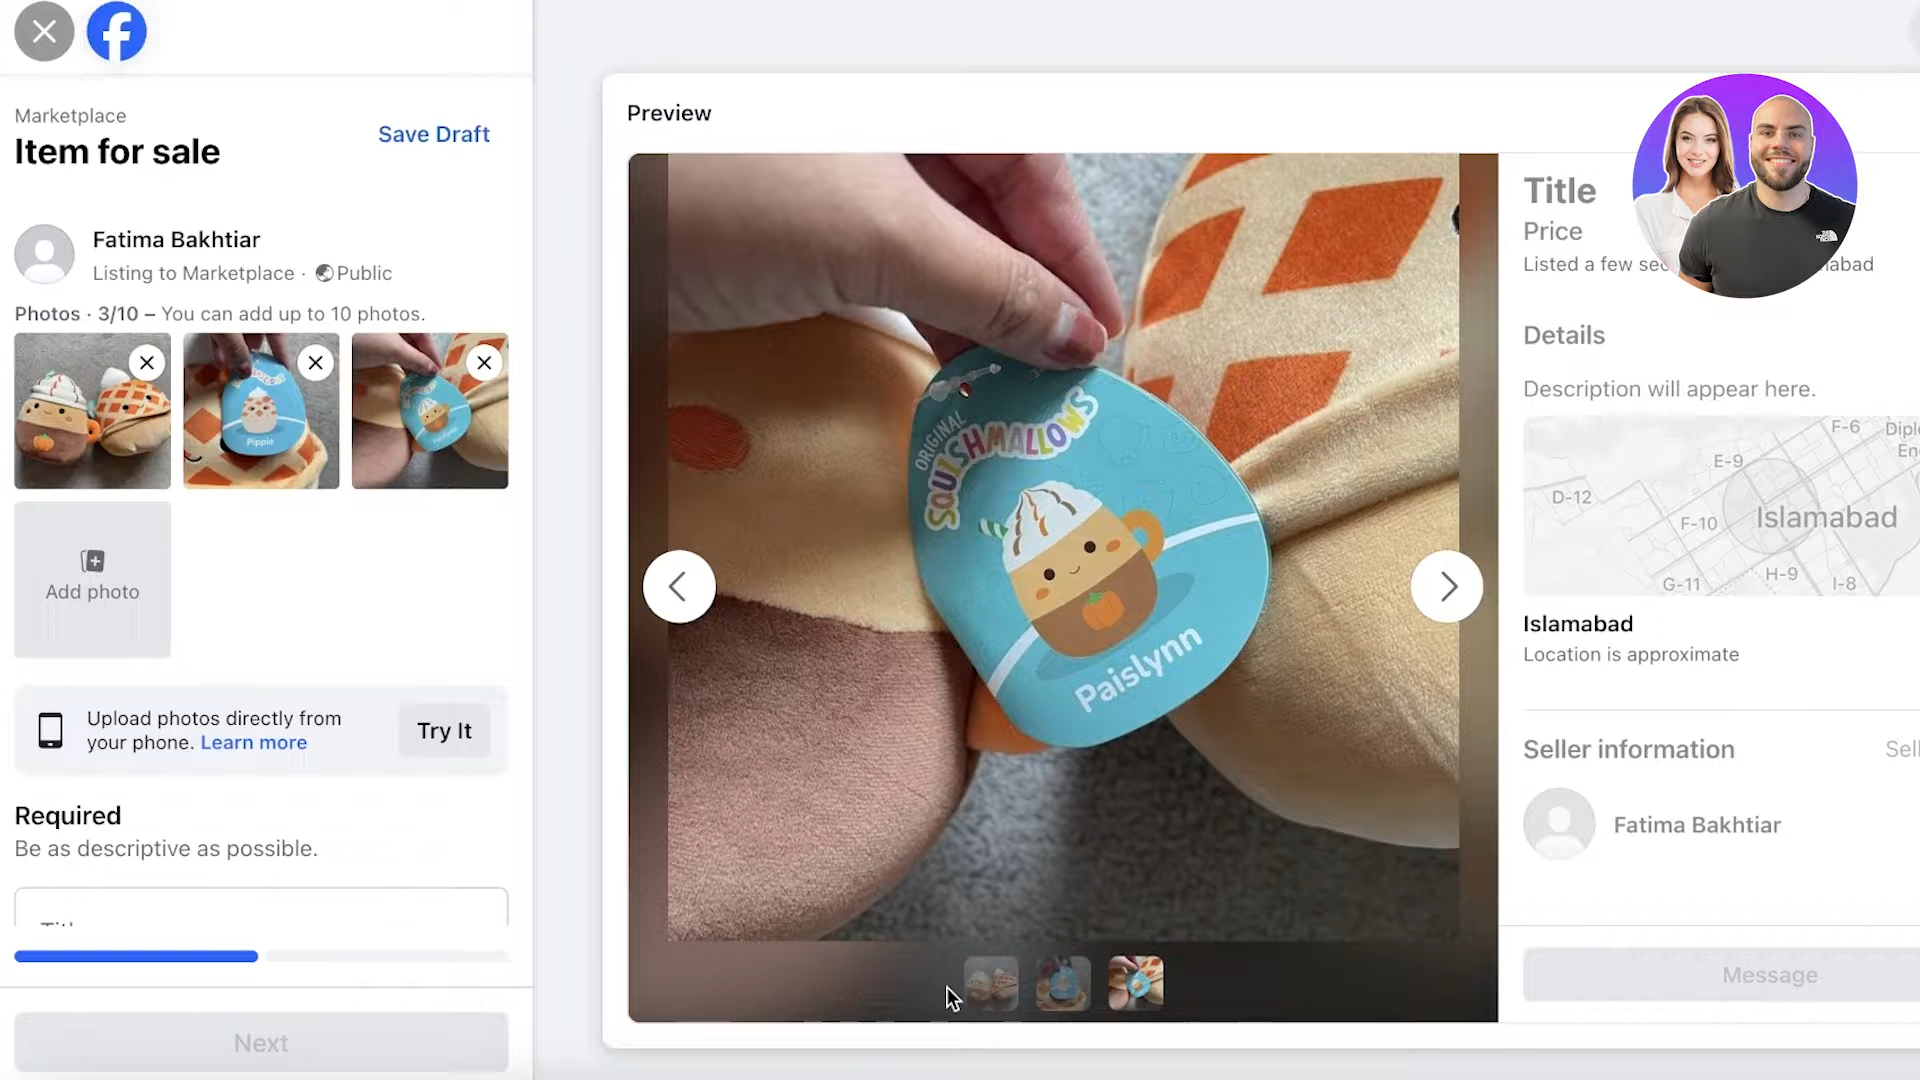 Marketplace
Item for sale
Save Draft
Fatima Bakhtiar
Listing to Marketplace · Public
Photos · 3/10 – You can add up to 10 photos.
Pippie
Add photo
Upload photos directly from
your phone. Learn more
Try It
Required
Be as descriptive as possible.
Next
Preview
ORIGINAL
SQUISHMALLOWS
Paislynn
Title
Price
Listed a few
Details
Description will appear here.
F-6
E-9
D-12
F-10
Islamabad
H-9
G-11
I-8
Islamabad
Location is approximate
Seller information
Fatima Bakhtiar
Message